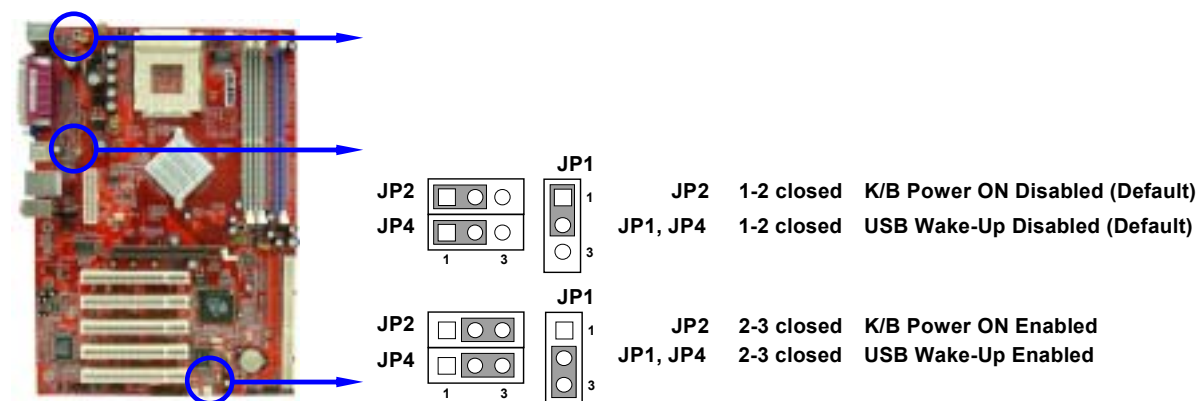 JP1
JP2 1 JP2 1-2 closed K/B Power ON Disabled (Default)
JP4 JP1, JP4 1-2 closed USB Wake-Up Disabled (Default)
1 3 3
JP1
JP2 1 JP2 2-3 closed K/B Power ON Enabled
JP4 JP1, JP4 2-3 closed USB Wake-Up Enabled
1 3 3